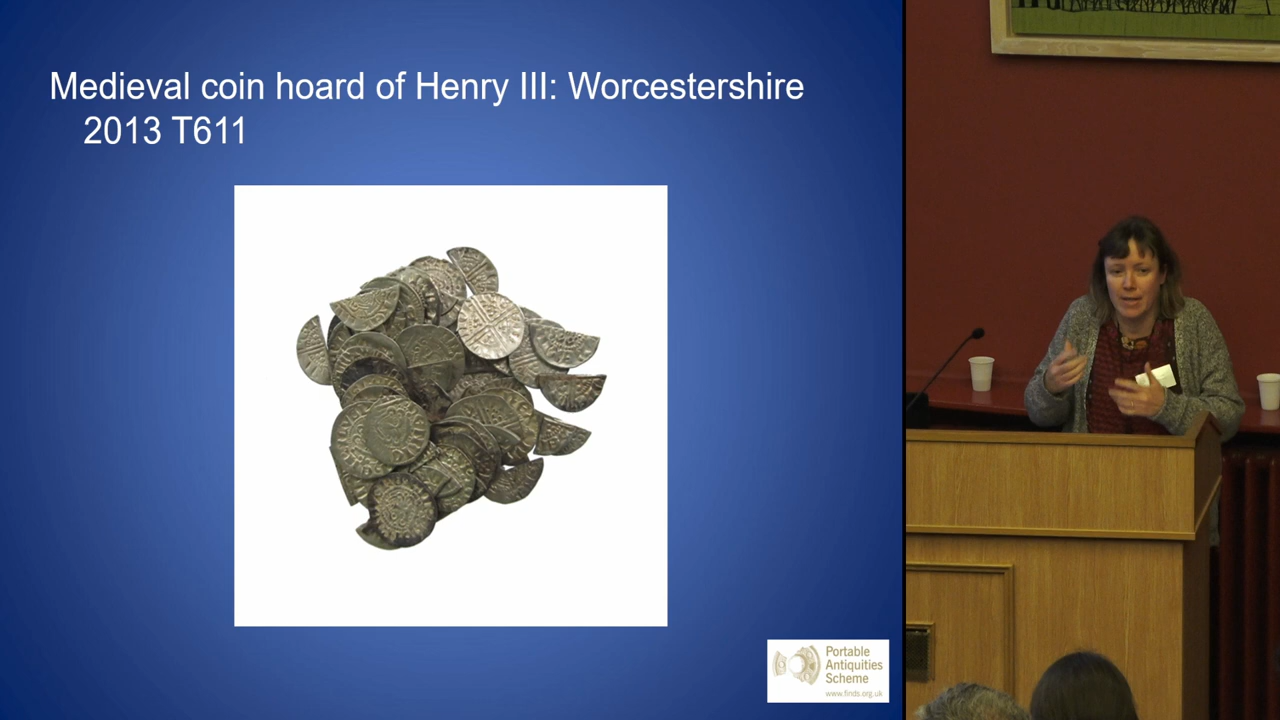 Medieval coin hoard of Henry III: Worcestershire
2013 T611
Portable
Antiquities
Scheme
www.finds.org.uk